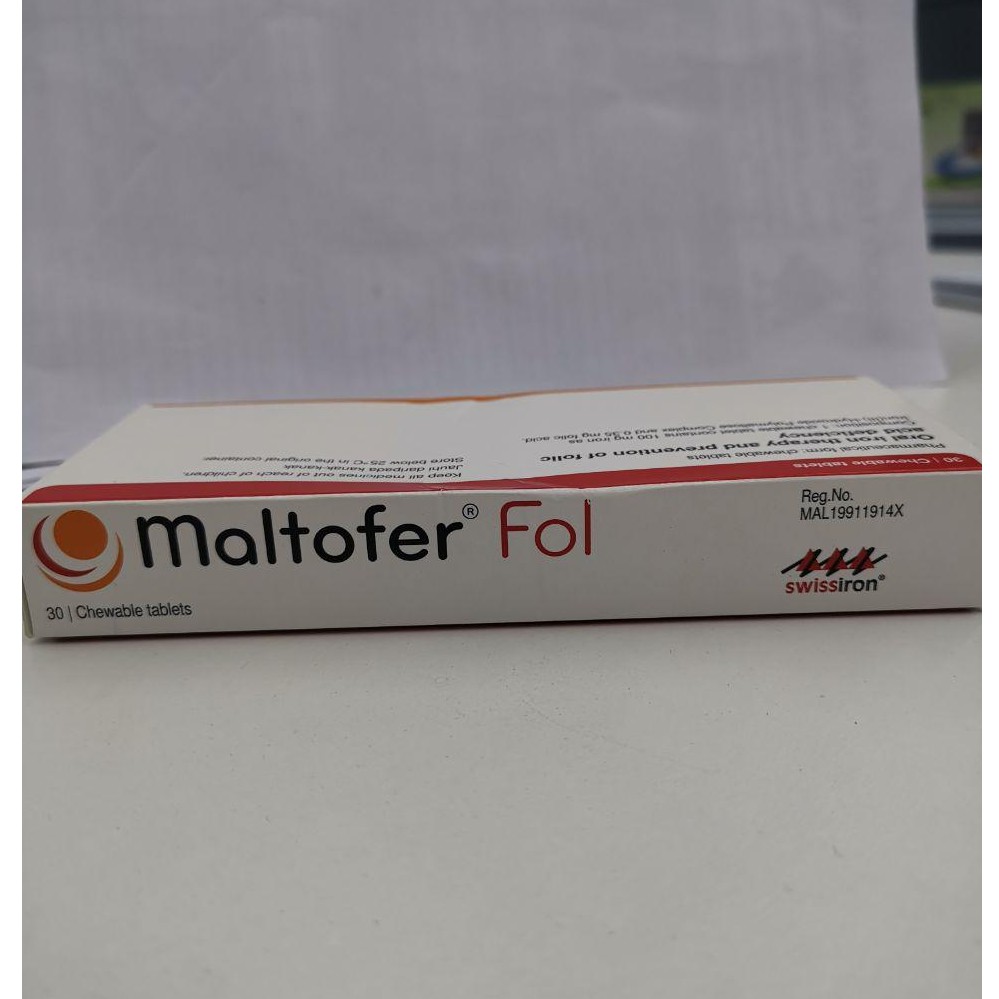 Maltofer® Fol
30 | Chewable tablets
Reg.No.
MAL19911914X
swissiron®
30 | Chewable tablets
Pharmaceutical form: chewable tablets
Oral iron therapy and prevention of folic
acid deficiency
Composition: 1 chewable tablet contains 100 mg iron as
Iron(III)-Hydroxide Polymaltose Complex and 0.35 mg folic acid.
Keep all medicines out of reach of children
Jauhi daripada kanak-kanak
Store below 25°C in the original container